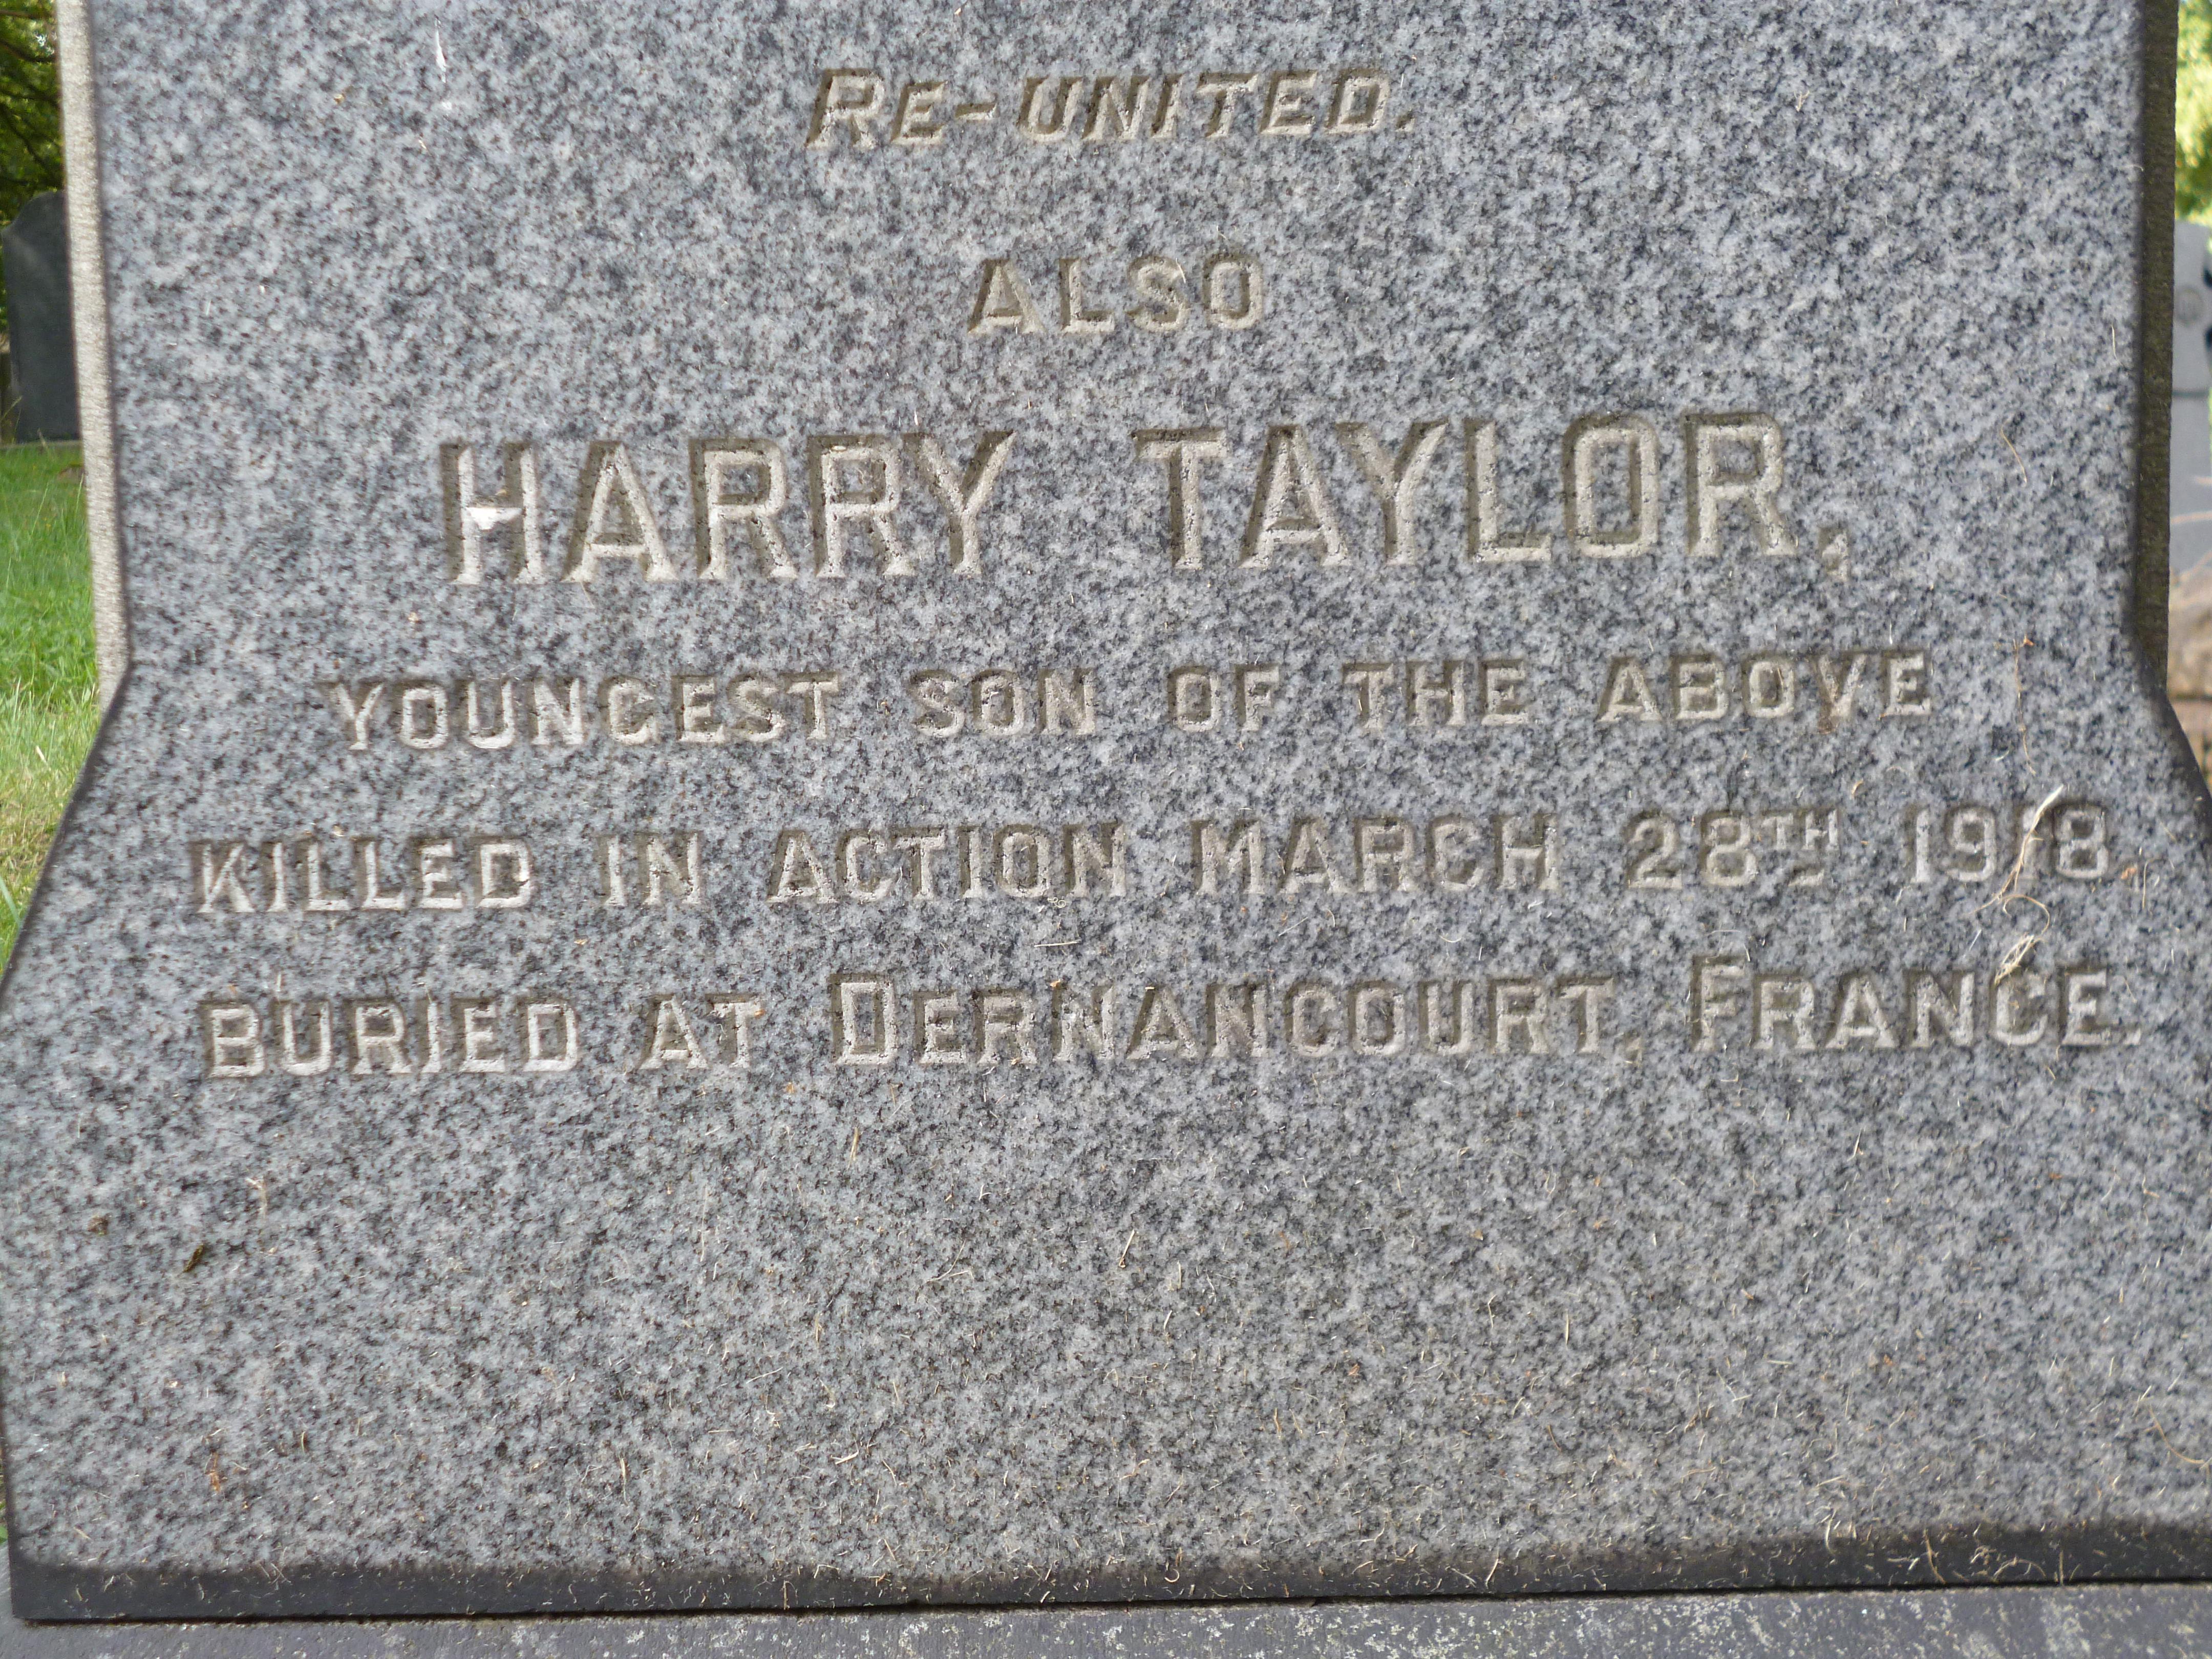 RE-UNITED.
ALSO
HARRY TAYLOR,
YOUNGEST SON OF THE ABOVE
KILLED IN ACTION MARCH 28TH 1918,
BURIED AT DERNANCOURT, FRANCE.